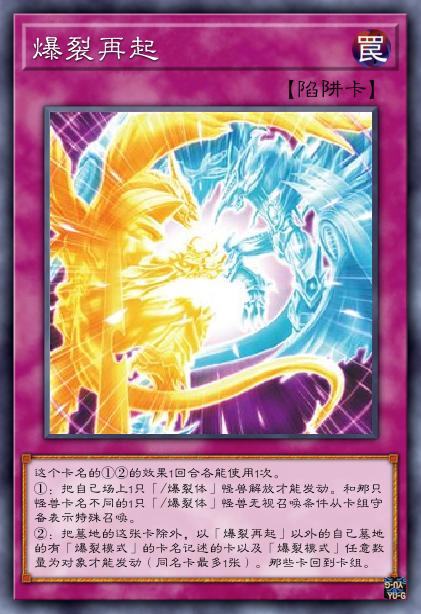 爆裂再起
罠
【陷阱卡】
这个卡名的①②的效果1回合各能使用1次。
①：把自己场上1只「/爆裂体」怪兽解放才能发动。和那只
怪兽卡名不同的1只「/爆裂体」怪兽无视召唤条件从卡组守
备表示特殊召唤。
②：把墓地的这张卡除外，以「爆裂再起」以外的自己墓地
的有「爆裂模式」的卡名记述的卡以及「爆裂模式」任意数
量为对象才能发动（同名卡最多1张）。那些卡回到卡组。